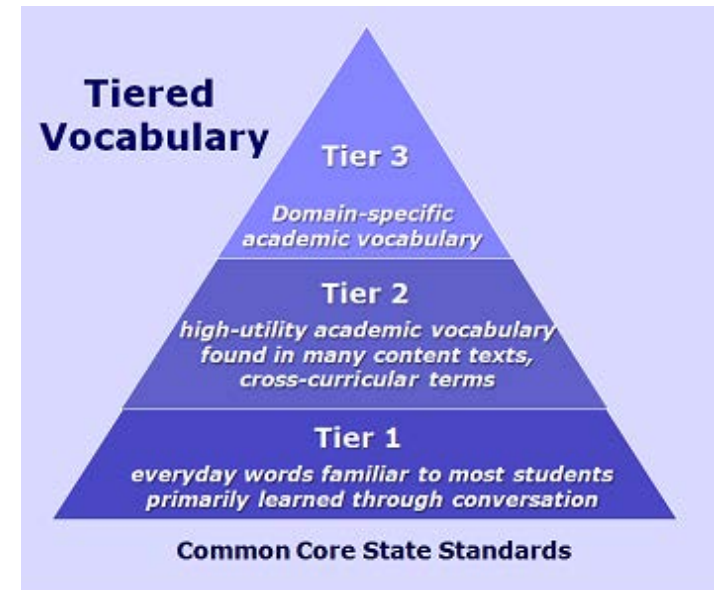 Tiered
Vocabulary
Tier 3
Domain-specific
academic vocabulary
Tier 2
high-utility academic vocabulary
found in many content texts,
cross-curricular terms
Tier 1
everyday words familiar to most students
primarily learned through conversation
Common Core State Standards